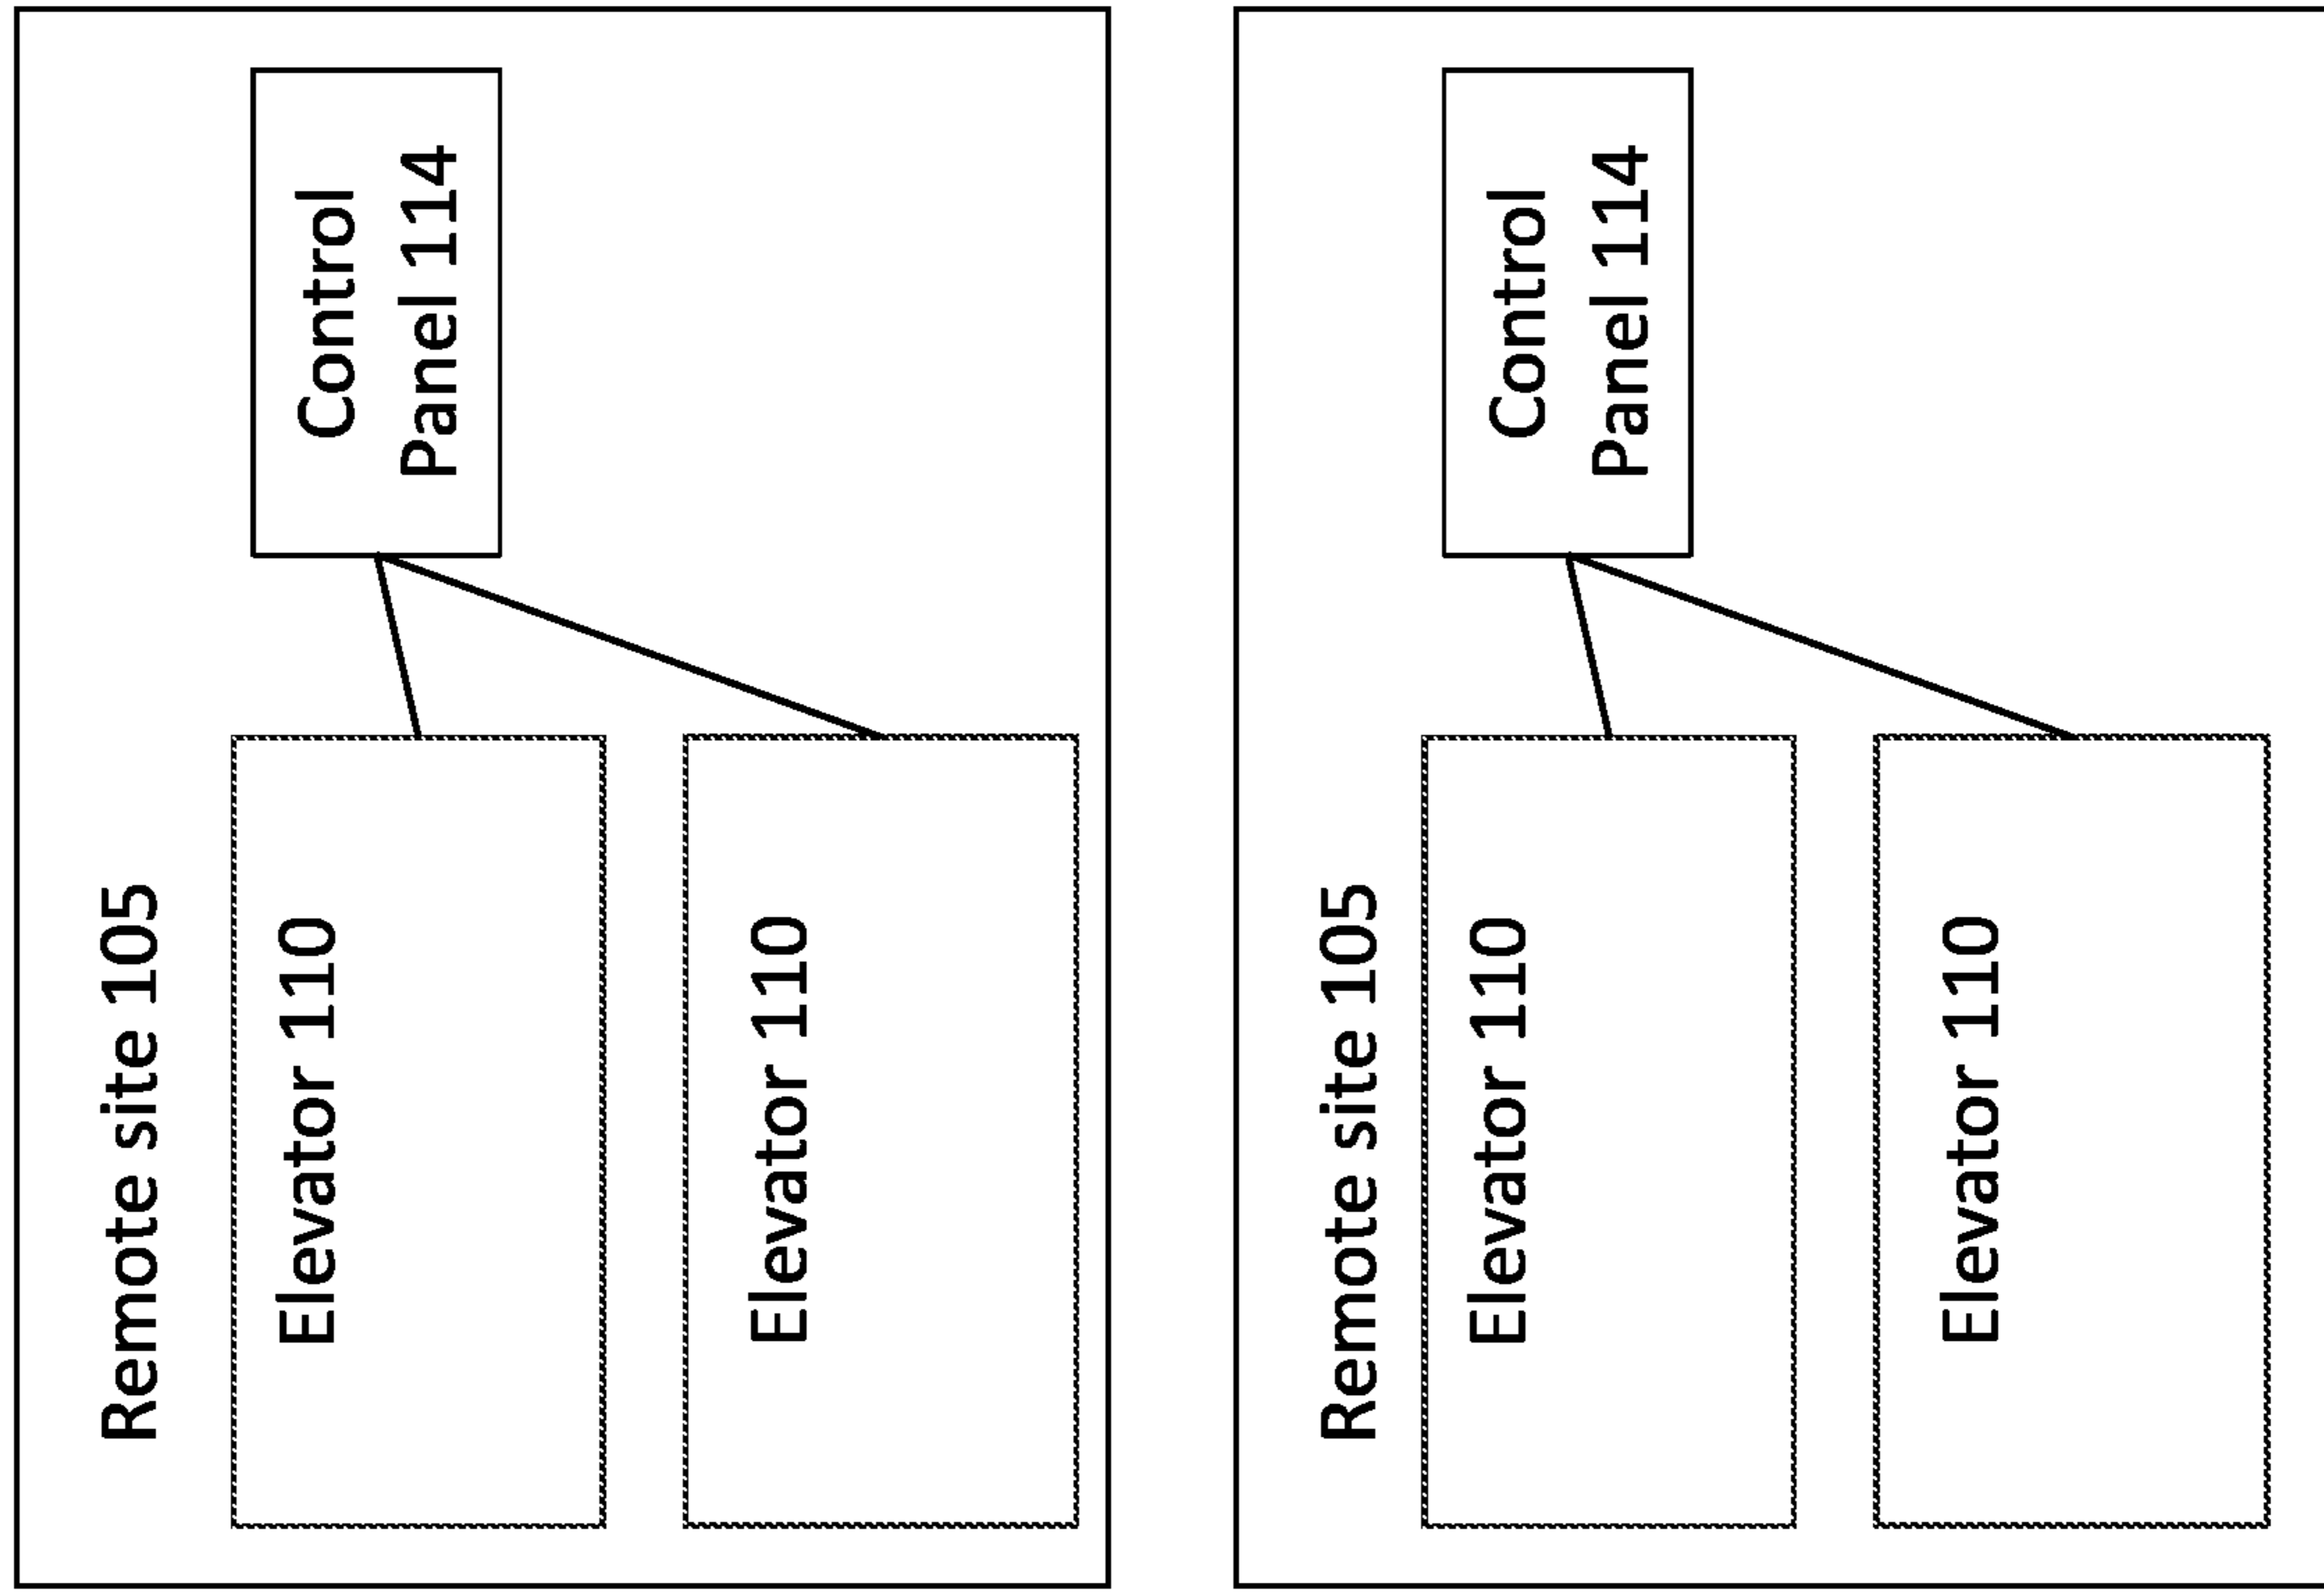 Remote site 105
Elevator 110
Elevator 110
Control
Panel 114
Remote site 105
Elevator 110
Elevator 110
Control
Panel 114